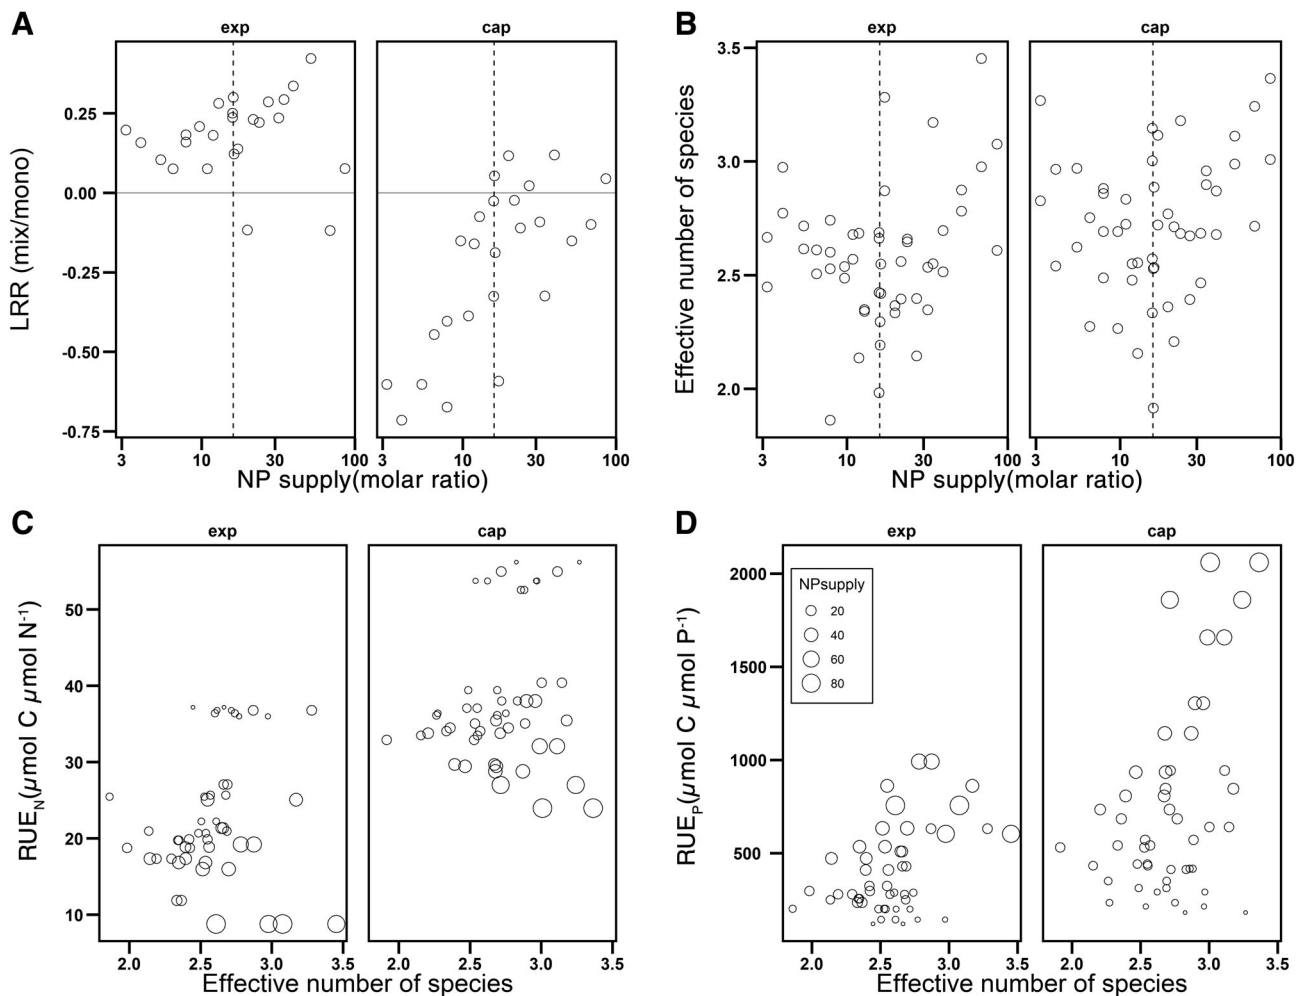 A
exp
cap
LRR (mix/mono)
0.25
0.00
-0.25
-0.50
-0.75
3
10
30
100
3
10
30
100
NP supply(molar ratio)
B
exp
cap
Effective number of species
3.5
3.0
2.5
2.0
3
10
30
3
10
30
100
NP supply(molar ratio)
C
exp
cap
RUE_N(µmol C µmol N⁻¹)
50
40
30
20
10
2.0
2.5
3.0
3.5
2.0
2.5
3.0
3.5
Effective number of species
D
exp
cap
RUE_P(µmol C µmol P⁻¹)
2000
1500
1000
500
NPsupply
20
40
60
80
2.0
2.5
3.0
3.5
2.0
2.5
3.0
3.5
Effective number of species